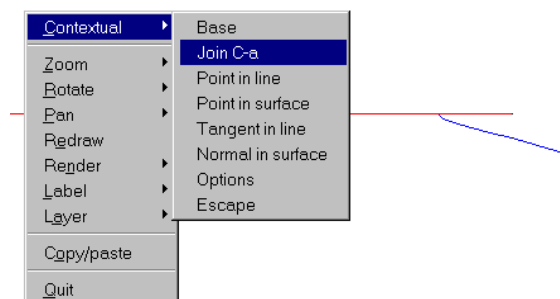 Contextual
Zoom
Rotate
Pan
Redraw
Render
Label
Layer
Copy/paste
Quit
Base
Join C-a
Point in line
Point in surface
Tangent in line
Normal in surface
Options
Escape